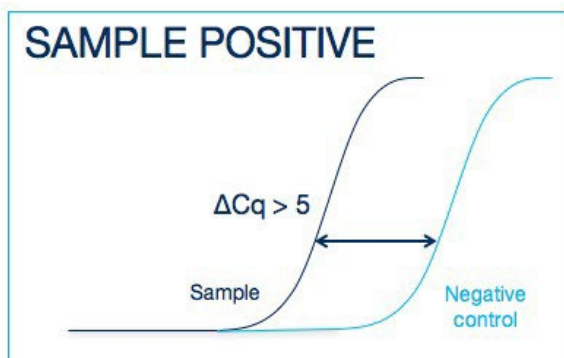 SAMPLE POSITIVE
ΔCq > 5
Sample
Negative
control